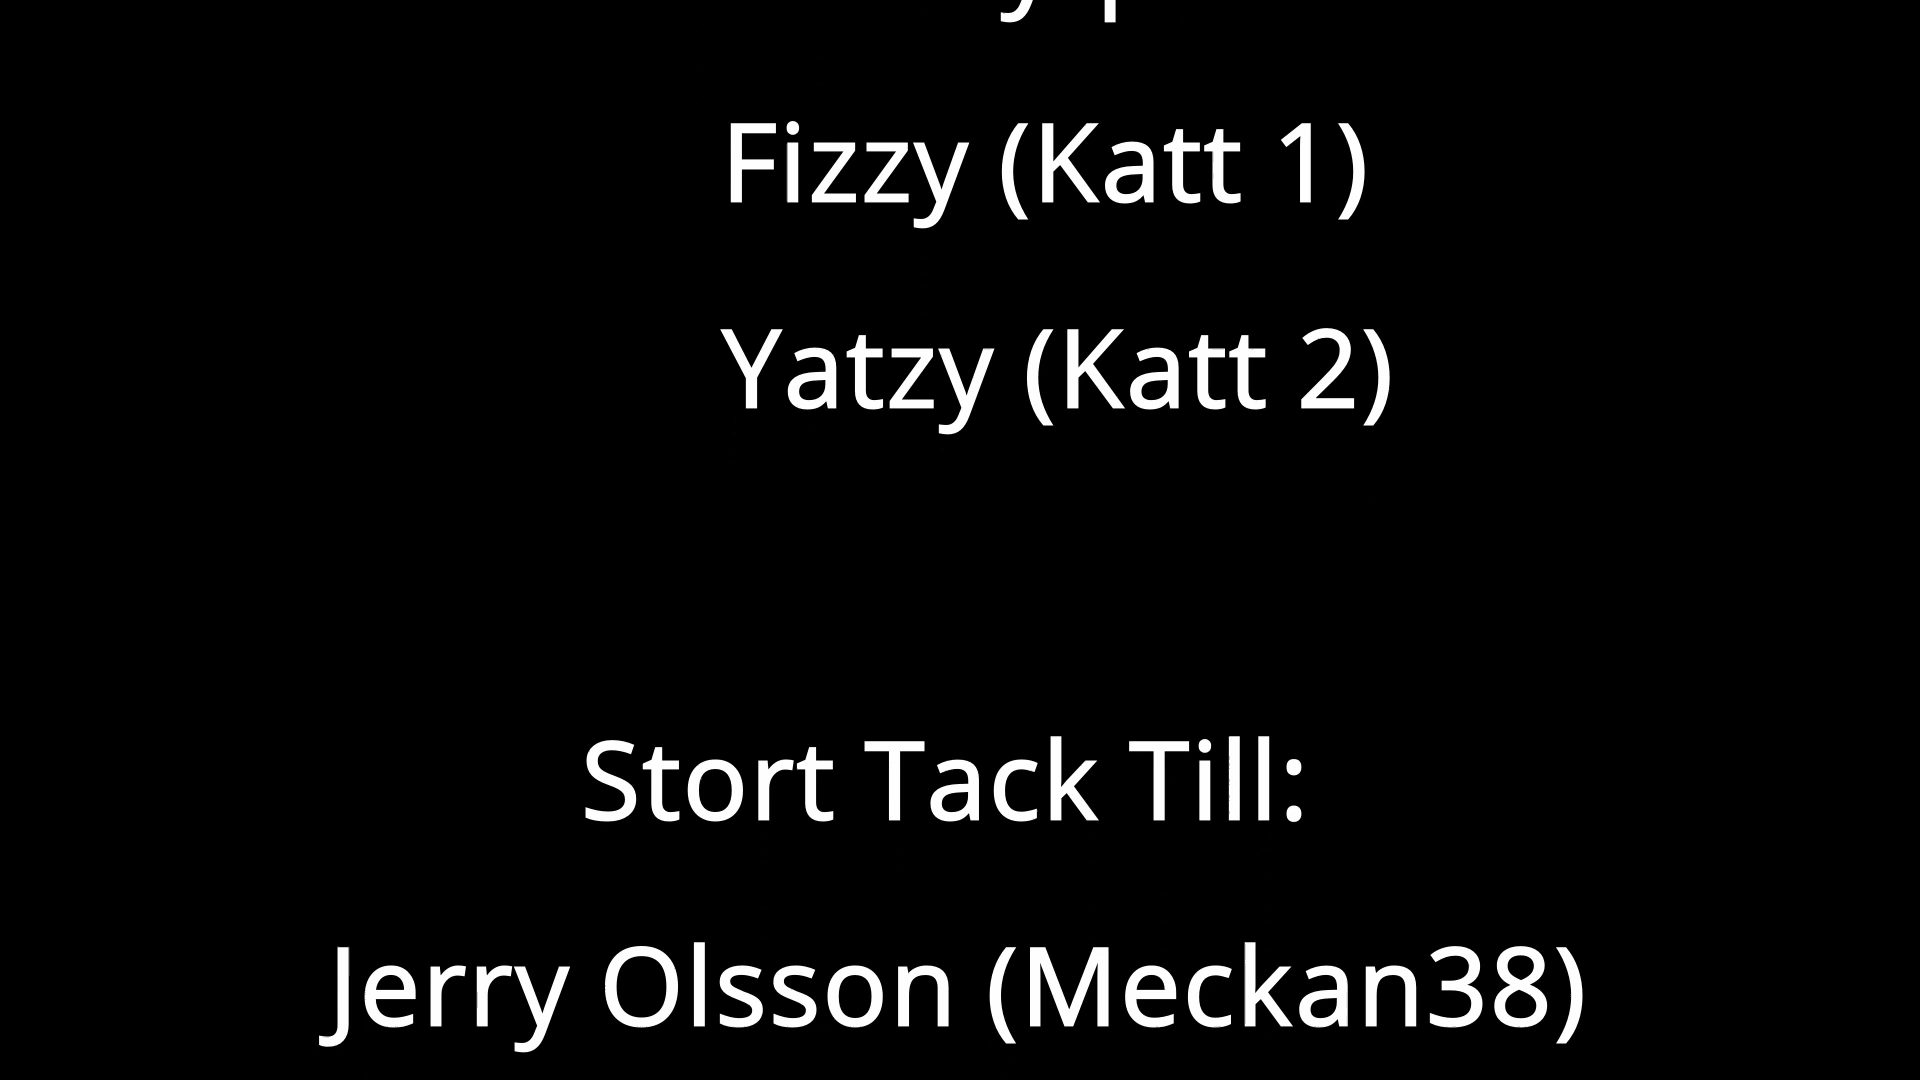 Fizzy (Katt 1)
Yatzy (Katt 2)
Stort Tack Till:
Jerry Olsson (Meckan38)